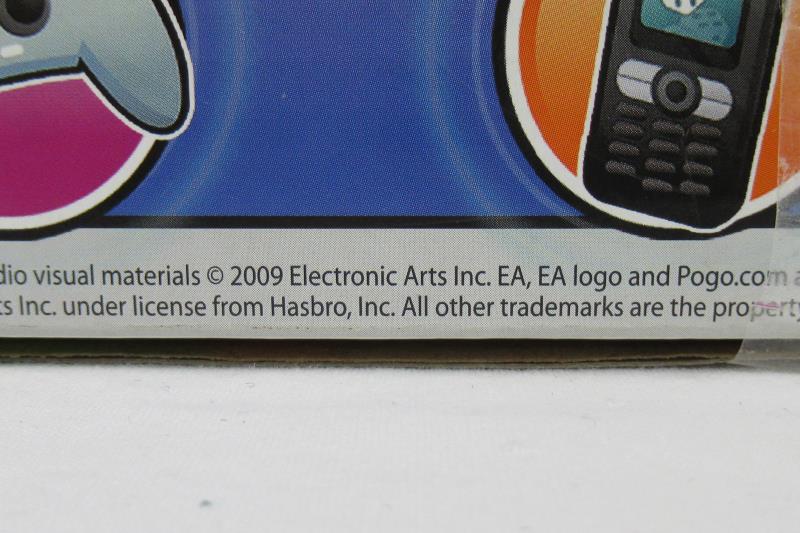 dio visual materials © 2009 Electronic Arts Inc. EA, EA logo and Pogo.com a
ts Inc. under license from Hasbro, Inc. All other trademarks are the property